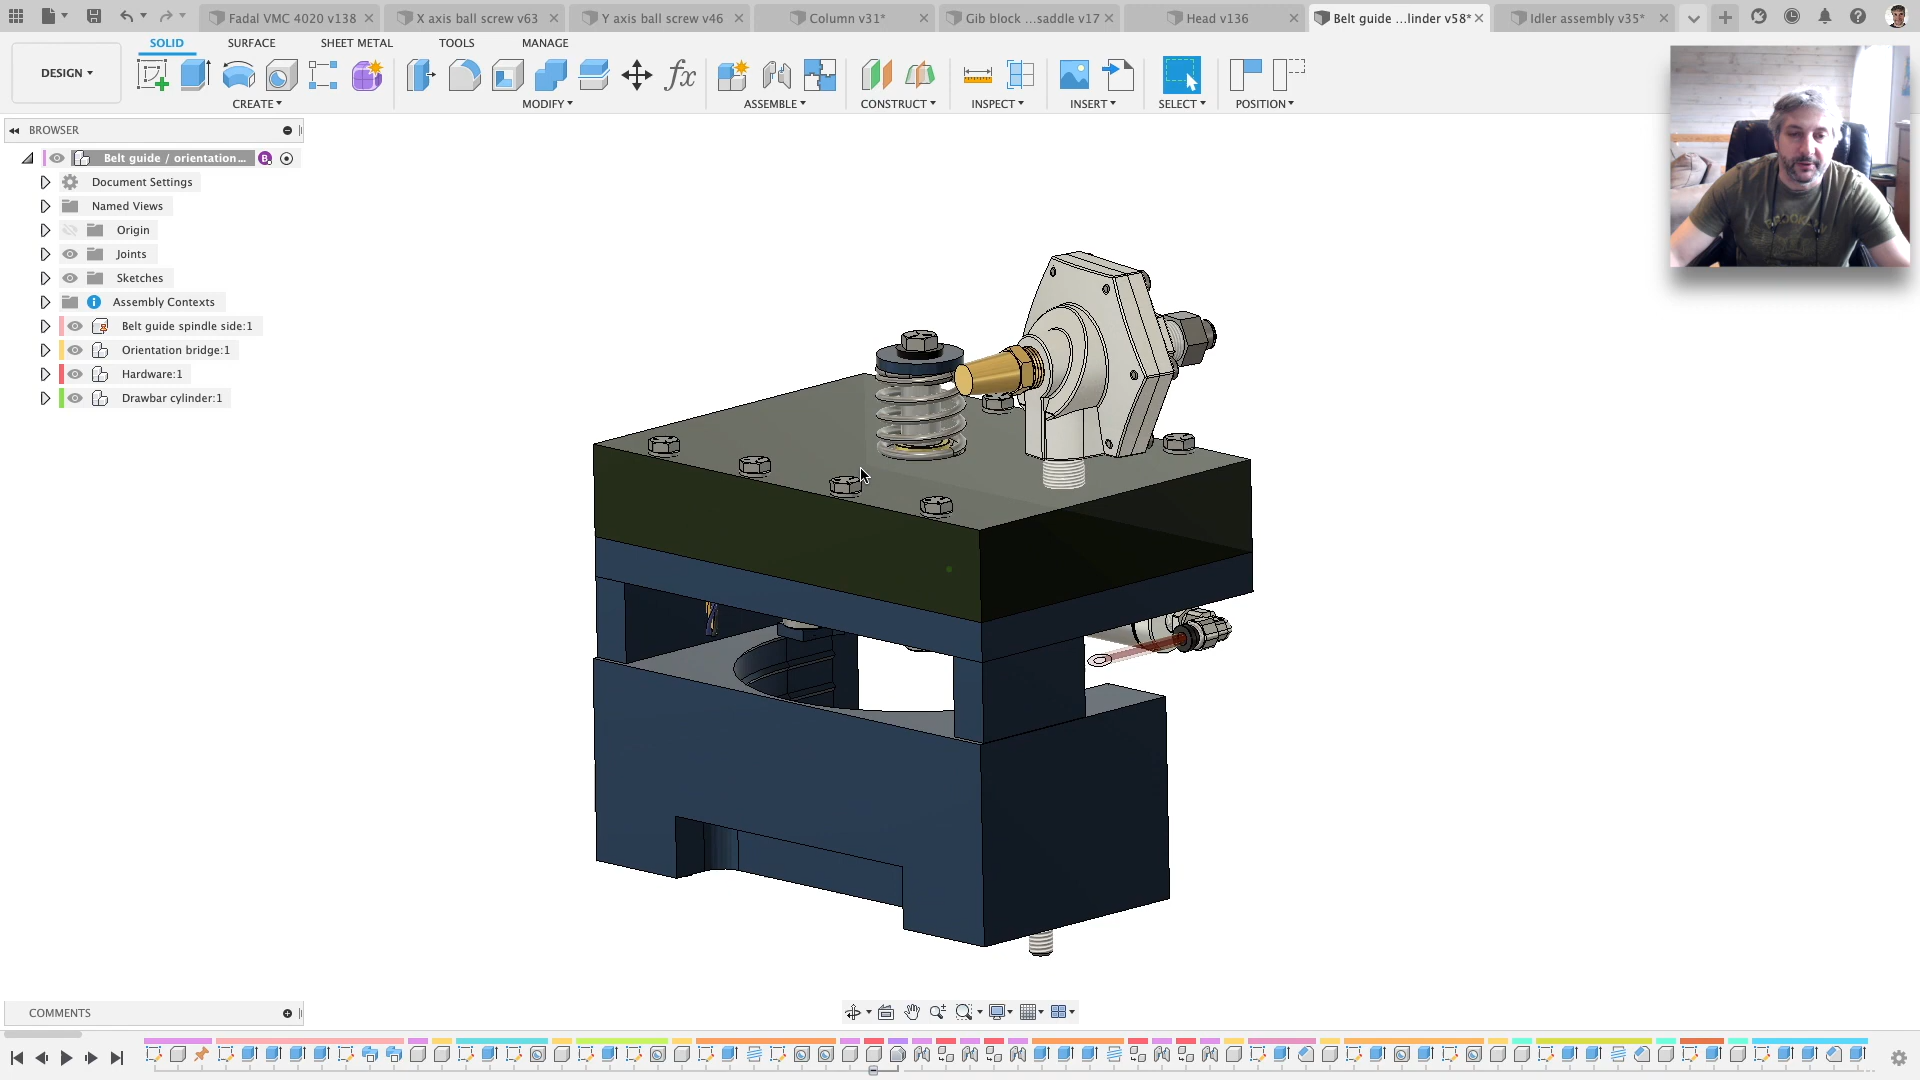 Fadal VMC 4020 v138
X axis ball screw v63
Y axis ball screw v46
Column v31*
Gib block ...saddle v17
Head v136
Belt guide ...linder v58*
Idler assembly v35*
SOLID
SURFACE
SHEET METAL
TOOLS
MANAGE
DESIGN
CREATE
MODIFY
ASSEMBLE
CONSTRUCT
INSPECT
INSERT
SELECT
POSITION
BROWSER
Belt guide / orientation...
Document Settings
Named Views
Origin
Joints
Sketches
Assembly Contexts
Belt guide spindle side:1
Orientation bridge:1
Hardware:1
Drawbar cylinder:1
COMMENTS